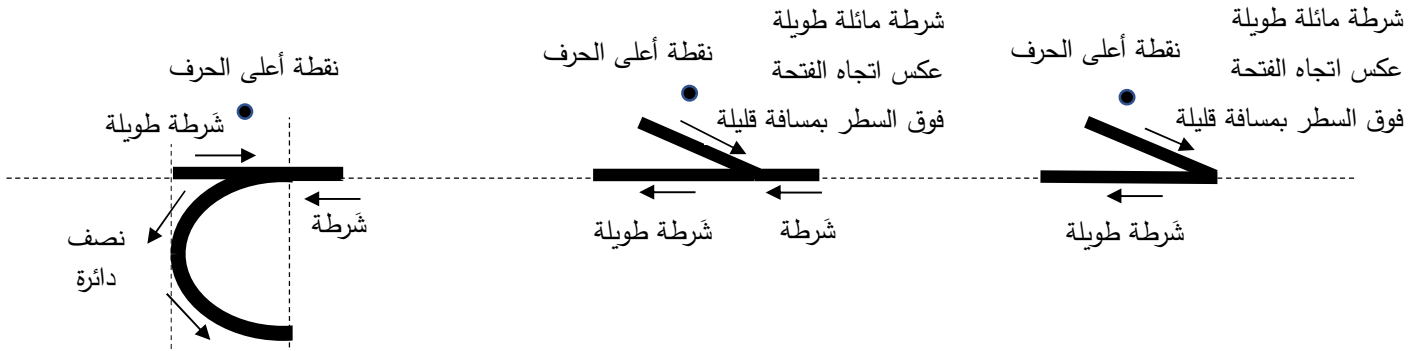 شرطة مائلة طويلة
عكس اتجاه الفتحة
فوق السطر بمسافة قليلة
نقطة أعلى الحرف
شَرطة طويلة
شرطة مائلة طويلة
عكس اتجاه الفتحة
فوق السطر بمسافة قليلة
نقطة أعلى الحرف
شَرطة
شَرطة طويلة
نقطة أعلى الحرف
شَرطة طويلة
شَرطة
نصف
دائرة